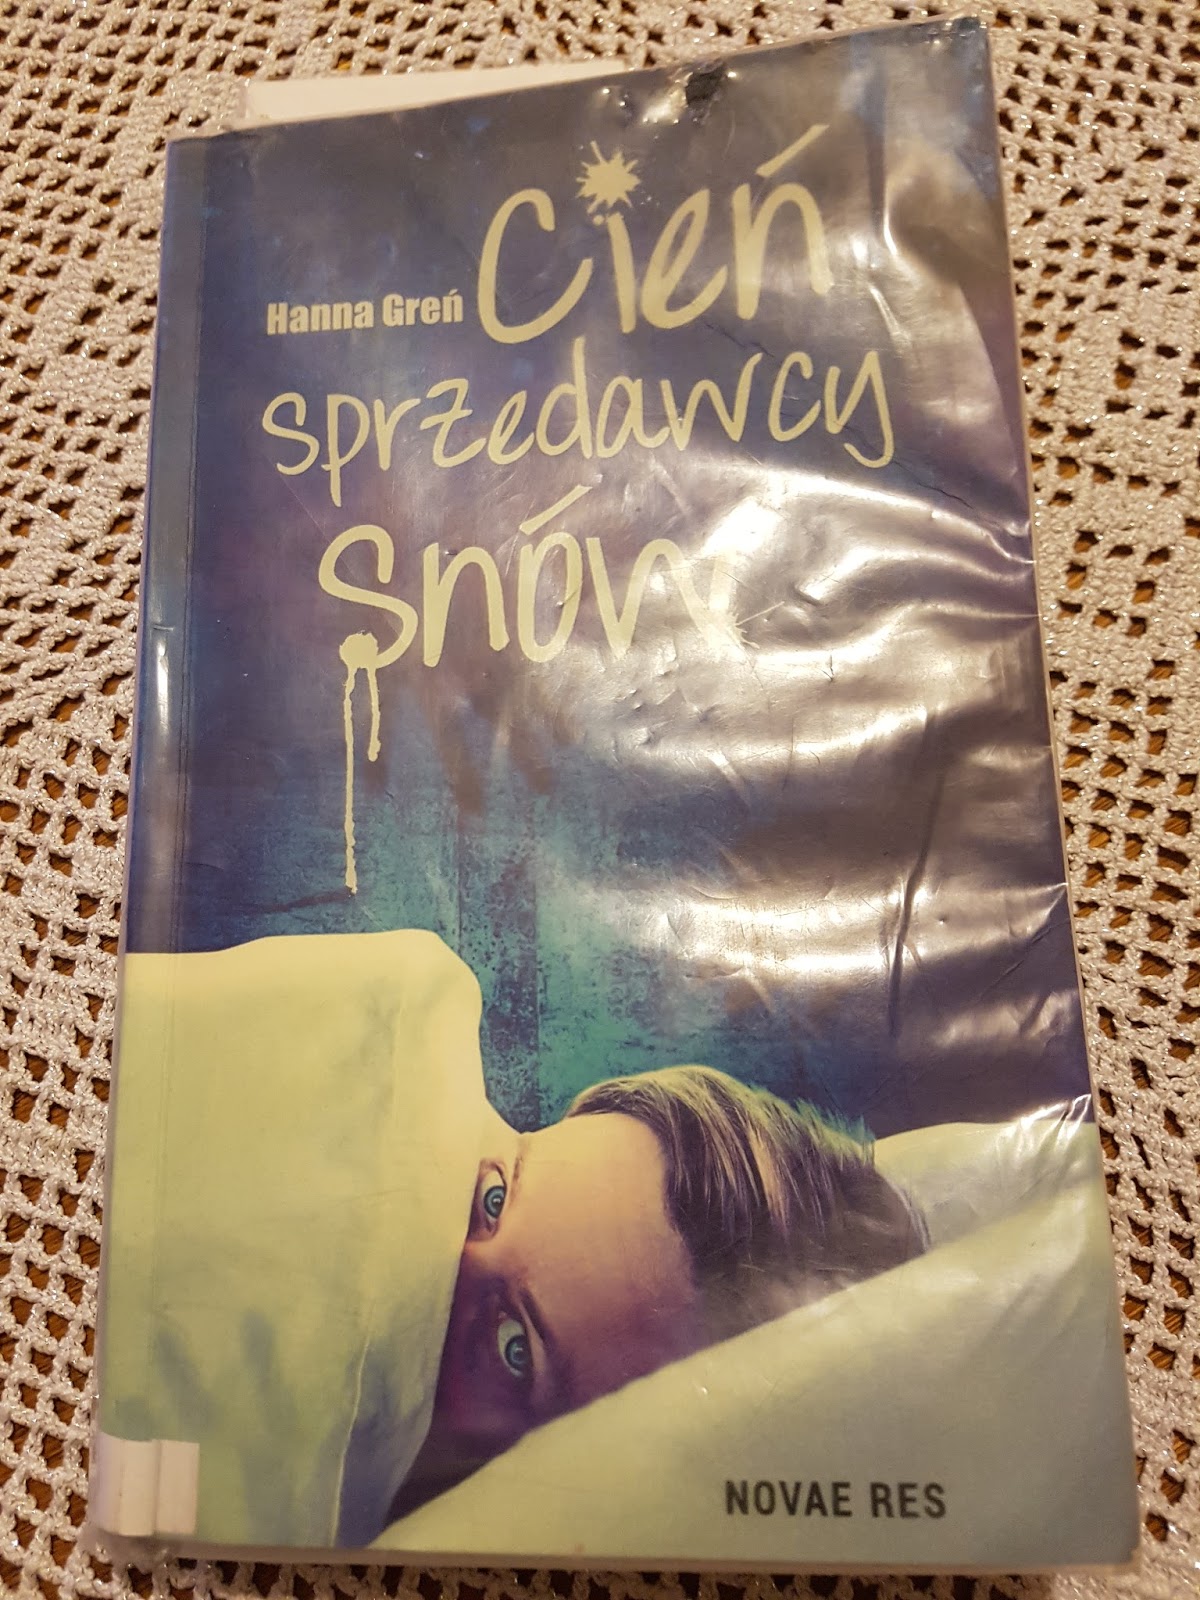 Hanna Greń
Cień
sprzedawcy
snów
NOVAE RES